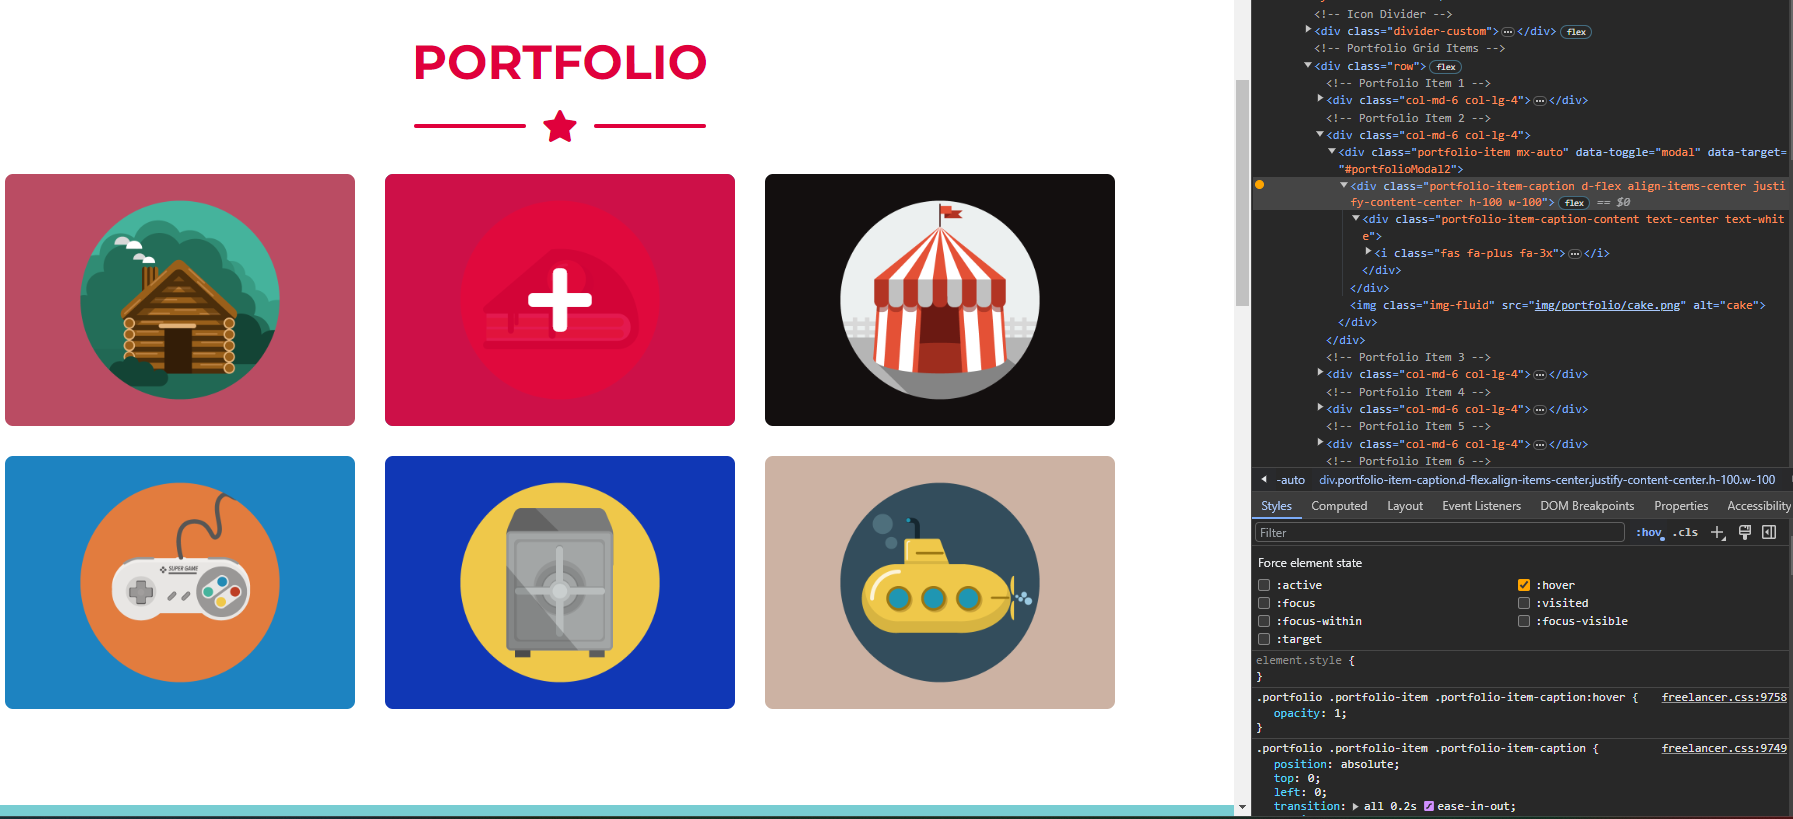 PORTFOLIO
SUPER GAME
<!-- Icon Divider -->
<div class="divider-custom"> … </div> flex
<!-- Portfolio Grid Items -->
<div class="row"> flex
<!-- Portfolio Item 1 -->
<div class="col-md-6 col-lg-4"> … </div>
<!-- Portfolio Item 2 -->
<div class="col-md-6 col-lg-4">
<div class="portfolio-item mx-auto" data-toggle="modal" data-target=
"#portfolioModal2">
<div class="portfolio-item-caption d-flex align-items-center justi
fy-content-center h-100 w-100"> flex == $0
<div class="portfolio-item-caption-content text-center text-whit
e">
<i class="fas fa-plus fa-3x"> … </i>
</div>
</div>
<img class="img-fluid" src="img/portfolio/cake.png" alt="cake">
</div>
</div>
<!-- Portfolio Item 3 -->
<div class="col-md-6 col-lg-4"> … </div>
<!-- Portfolio Item 4 -->
<div class="col-md-6 col-lg-4"> … </div>
<!-- Portfolio Item 5 -->
<div class="col-md-6 col-lg-4"> … </div>
<!-- Portfolio Item 6 -->
-auto div.portfolio-item-caption.d-flex.align-items-center.justify-content-center.h-100.w-100
Styles Computed Layout Event Listeners DOM Breakpoints Properties Accessibility
Filter :hov .cls
Force element state
:active :hover
:focus :visited
:focus-within :focus-visible
:target
element.style {
}
.portfolio .portfolio-item .portfolio-item-caption:hover { freelancer.css:9758
opacity: 1;
}
.portfolio .portfolio-item .portfolio-item-caption { freelancer.css:9749
position: absolute;
top: 0;
left: 0;
transition: all 0.2s ease-in-out;